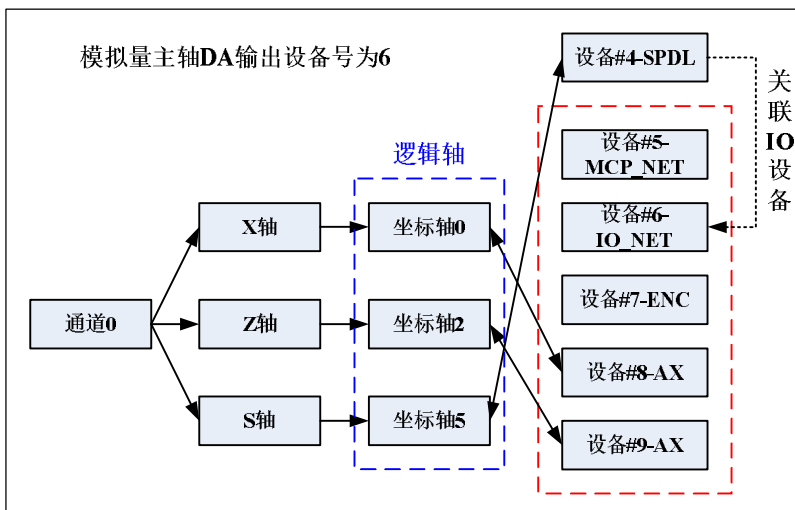 模拟量主轴DA输出设备号为6
设备#4-SPDL
关
联
IO
设
备
逻辑轴
设备#5-
MCP_NET
X轴
坐标轴0
设备#6-
IO_NET
通道0
Z轴
坐标轴2
设备#7-ENC
设备#8-AX
S轴
坐标轴5
设备#9-AX